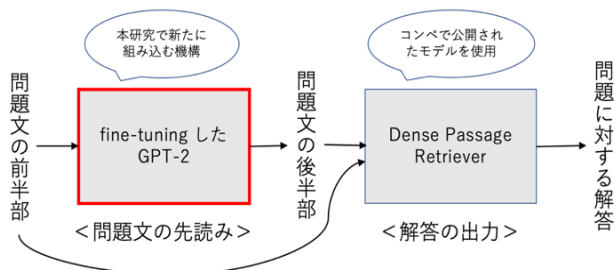 本研究で新たに
組み込む機構
コンペで公開され
たモデルを使用
問題文の前半部
fine-tuning した
GPT-2
問題文の後半部
Dense Passage
Retriever
問題に対する解答
＜問題文の先読み＞
＜解答の出力＞